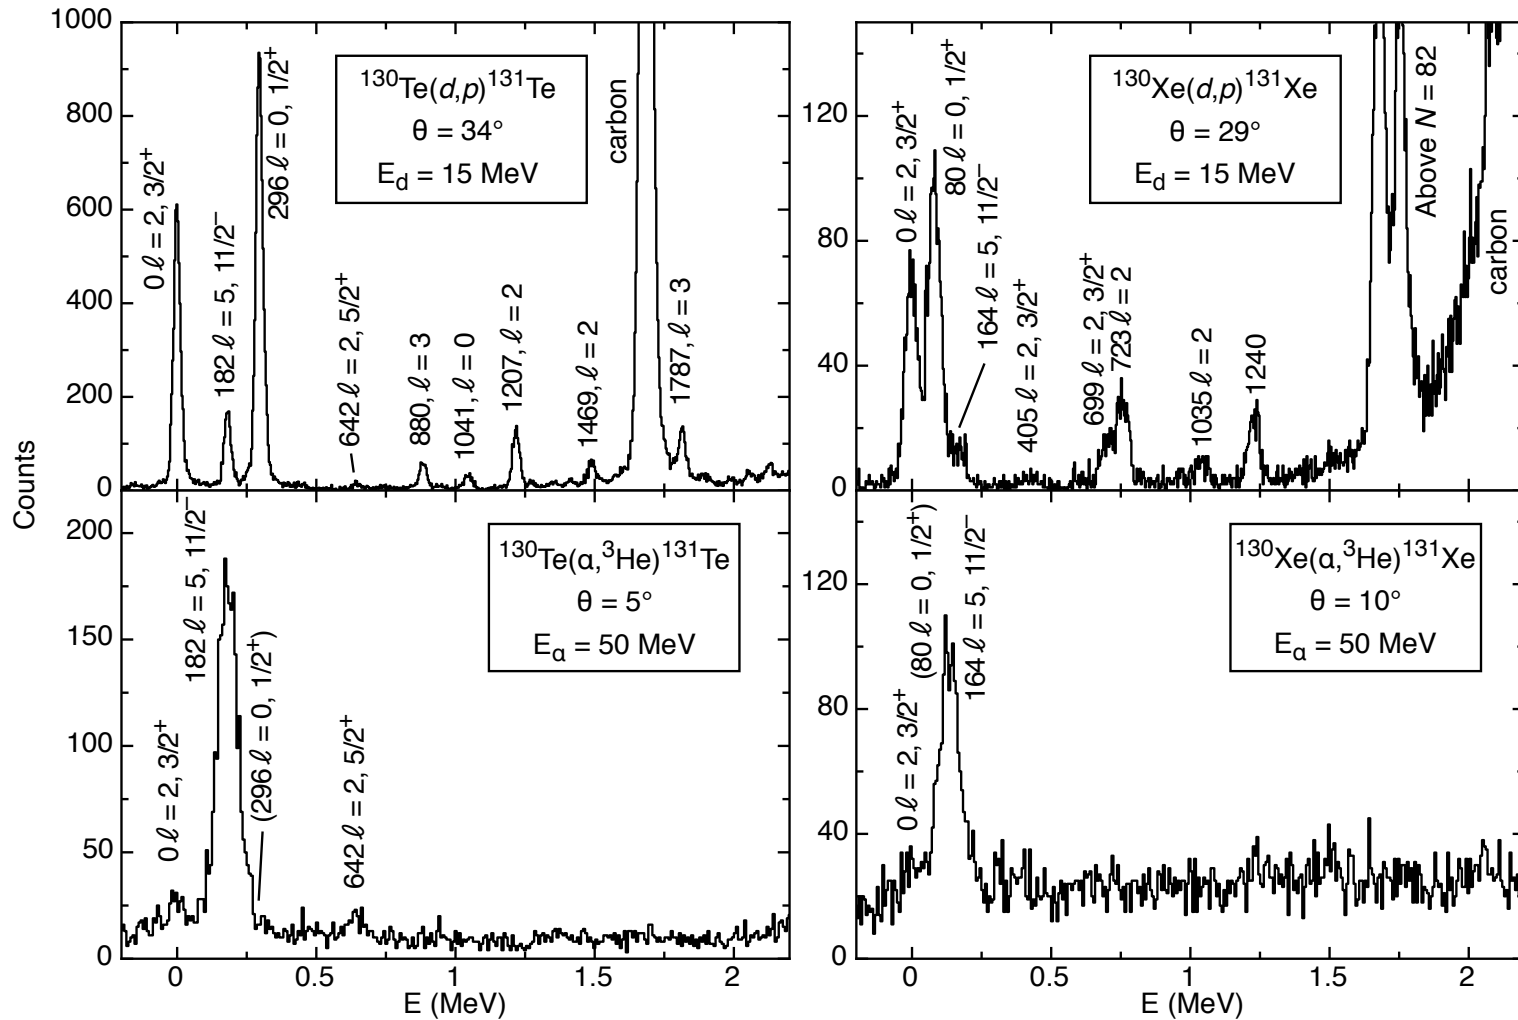 Counts
1000
800
600
400
200
0
¹³⁰Te(d,p)¹³¹Te
θ = 34°
E_d = 15 MeV
0 ℓ = 2, 3/2⁺
182 ℓ = 5, 11/2⁻
296 ℓ = 0, 1/2⁺
642 ℓ = 2, 5/2⁺
880, ℓ = 3
1041, ℓ = 0
1207, ℓ = 2
1469, ℓ = 2
carbon
1787, ℓ = 3
120
80
40
0
¹³⁰Xe(d,p)¹³¹Xe
θ = 29°
E_d = 15 MeV
0 ℓ = 2, 3/2⁺
80 ℓ = 0, 1/2⁺
164 ℓ = 5, 11/2⁻
405 ℓ = 2, 3/2⁺
699 ℓ = 2, 3/2⁺
723 ℓ = 2
1035 ℓ = 2
1240
Above N = 82
carbon
200
150
100
50
0
¹³⁰Te(α,³He)¹³¹Te
θ = 5°
E_α = 50 MeV
0 ℓ = 2, 3/2⁺
182 ℓ = 5, 11/2⁻
(296 ℓ = 0, 1/2⁺)
642 ℓ = 2, 5/2⁺
0 0.5 1 1.5 2
E (MeV)
120
80
40
0
¹³⁰Xe(α,³He)¹³¹Xe
θ = 10°
E_α = 50 MeV
0 ℓ = 2, 3/2⁺
(80 ℓ = 0, 1/2⁺)
164 ℓ = 5, 11/2⁻
0 0.5 1 1.5 2
E (MeV)